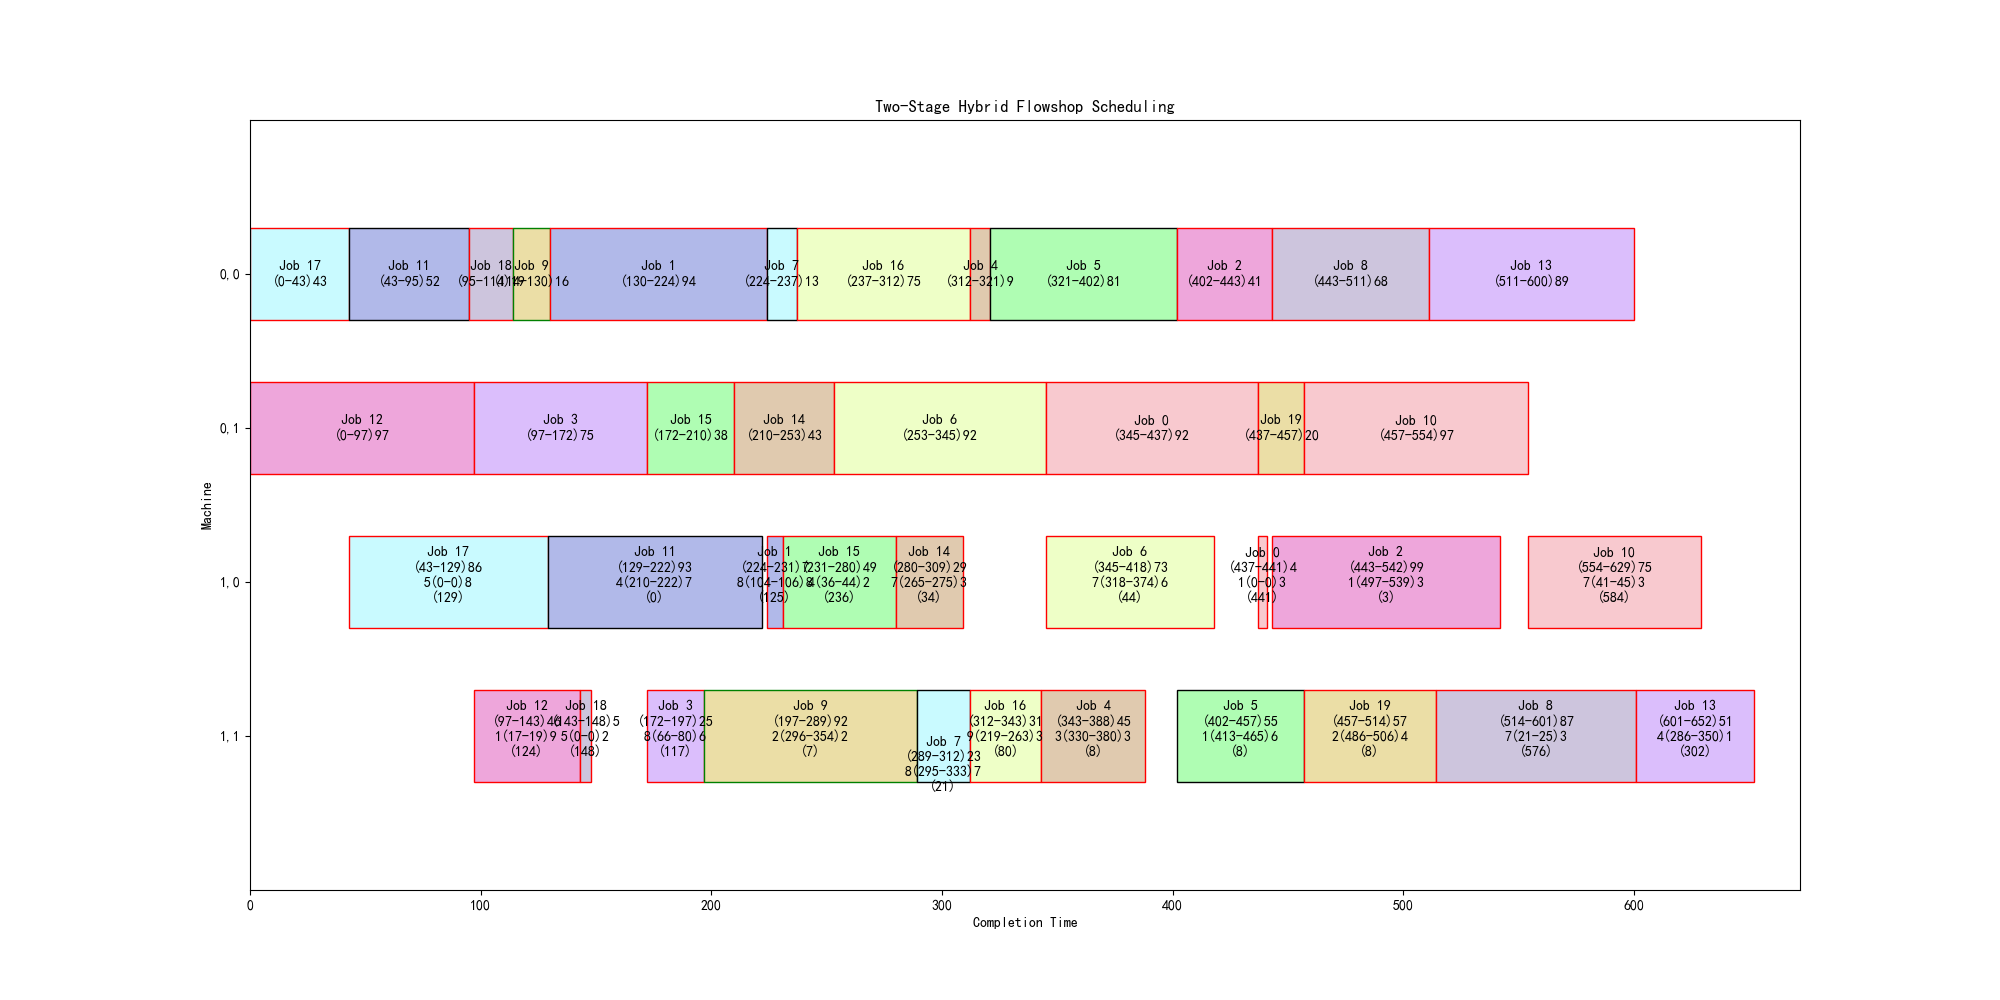 Two-Stage Hybrid Flowshop Scheduling
0,0
Job 17
(0-43)43
Job 11
(43-95)52
Job 18
(95-114)19
Job 9
(114-130)16
Job 1
(130-224)94
Job 7
(224-237)13
Job 16
(237-312)75
Job 4
(312-321)9
Job 5
(321-402)81
Job 2
(402-443)41
Job 8
(443-511)68
Job 13
(511-600)89
0,1
Job 12
(0-97)97
Job 3
(97-172)75
Job 15
(172-210)38
Job 14
(210-253)43
Job 6
(253-345)92
Job 0
(345-437)92
Job 19
(437-457)20
Job 10
(457-554)97
Machine
1,0
Job 17
(43-129)86
5(0-0)8
(129)
Job 11
(129-222)93
4(210-222)7
(0)
Job 1
(224-231)7
8(104-106)8
(125)
Job 15
(231-280)49
4(36-44)2
(236)
Job 14
(280-309)29
7(265-275)3
(34)
Job 6
(345-418)73
7(318-374)6
(44)
Job 0
(437-441)4
1(0-0)3
(441)
Job 2
(443-542)99
1(497-539)3
(3)
Job 10
(554-629)75
7(41-45)3
(584)
1,1
Job 12
(97-143)46
1(17-19)9
(124)
Job 18
(143-148)5
5(0-0)2
(148)
Job 3
(172-197)25
8(66-80)6
(117)
Job 9
(197-289)92
2(296-354)2
(7)
Job 7
(289-312)23
8(295-333)7
(21)
Job 16
(312-343)31
9(219-263)3
(80)
Job 4
(343-388)45
3(330-380)3
(8)
Job 5
(402-457)55
1(413-465)6
(8)
Job 19
(457-514)57
2(486-506)4
(8)
Job 8
(514-601)87
7(21-25)3
(576)
Job 13
(601-652)51
4(286-350)1
(302)
0
100
200
300
400
500
600
Completion Time